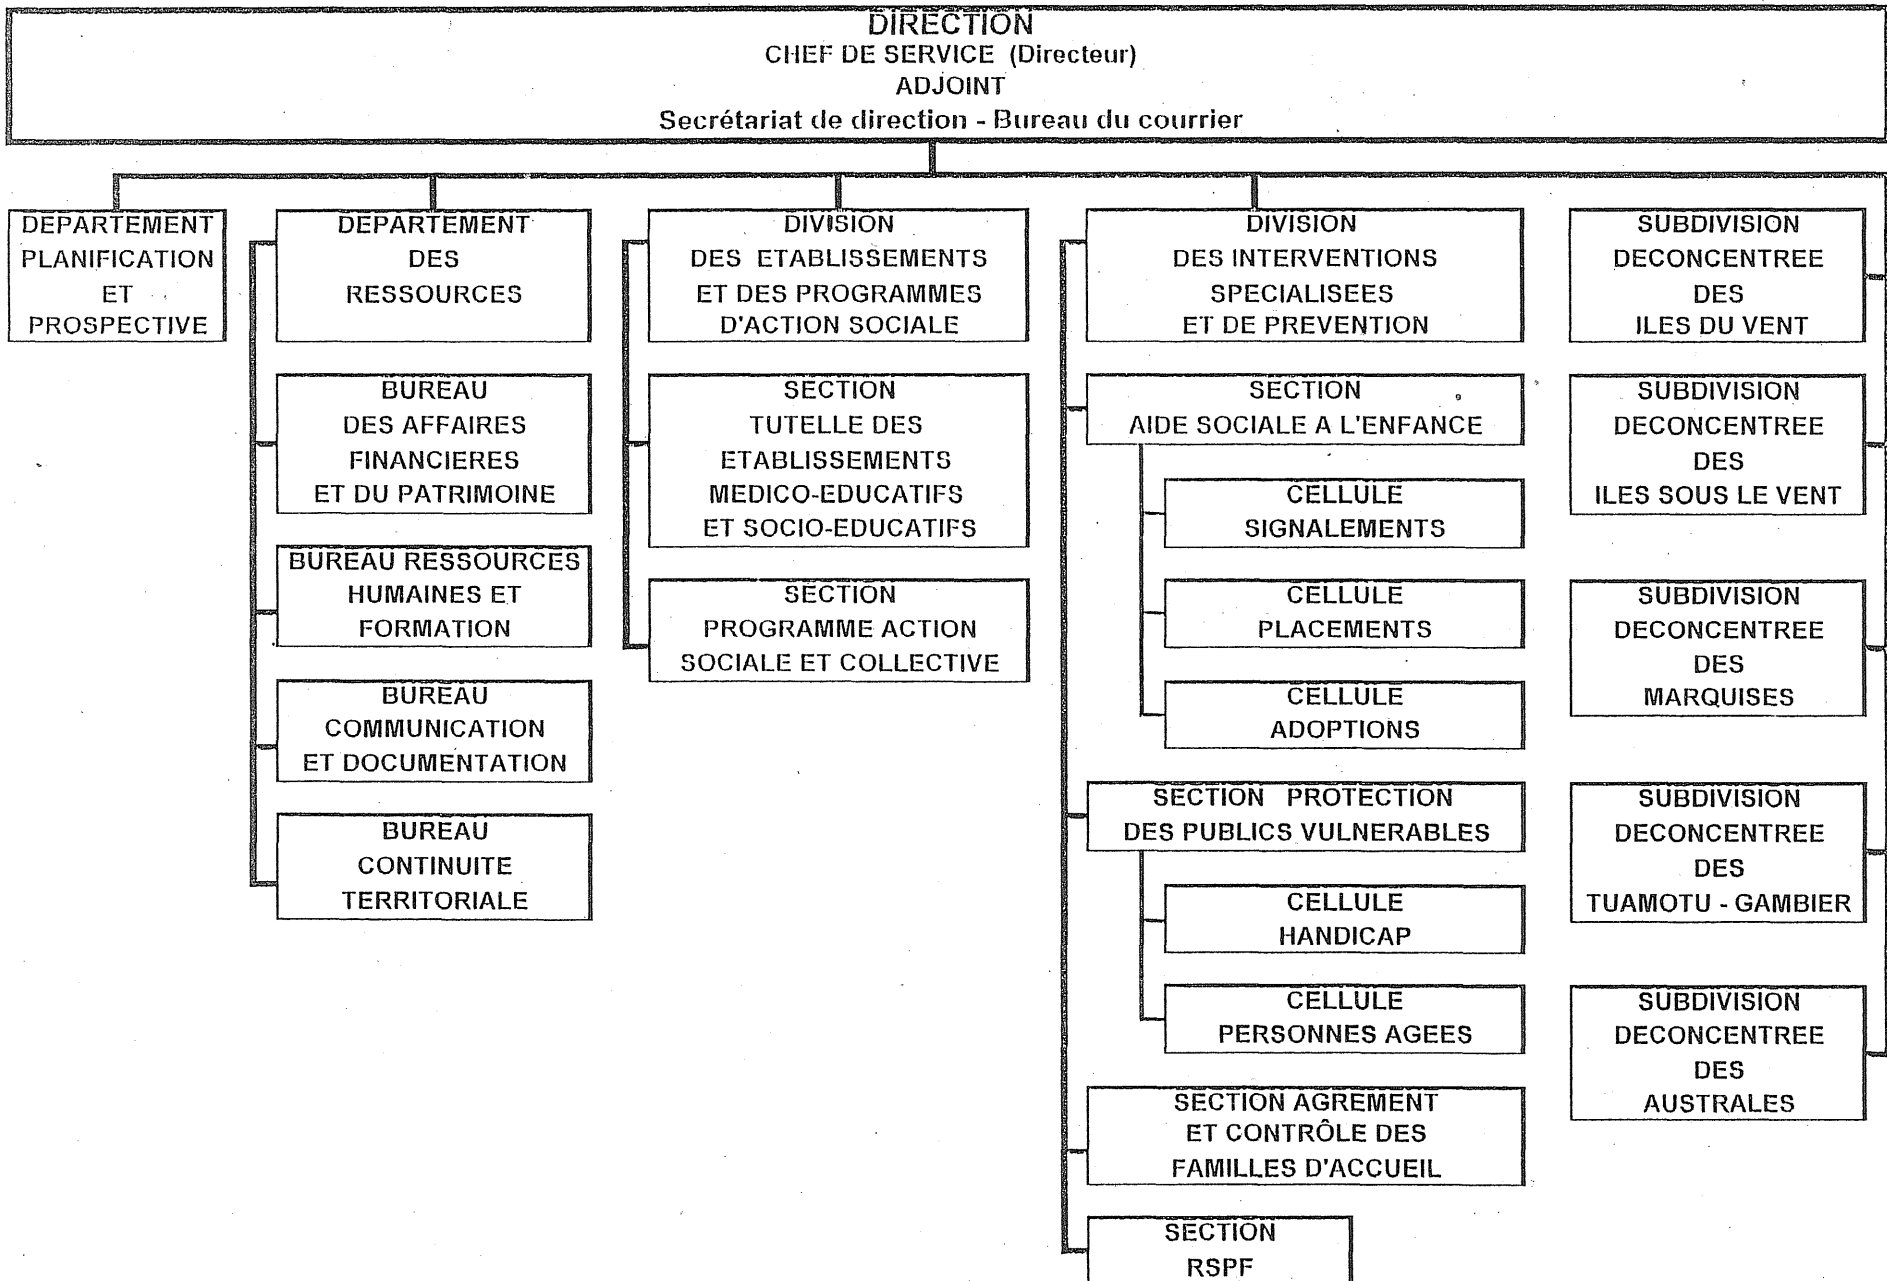 DIRECTION
CHEF DE SERVICE (Directeur)
ADJOINT
Secrétariat de direction - Bureau du courrier
DEPARTEMENT
PLANIFICATION
ET
PROSPECTIVE
DEPARTEMENT
DES
RESSOURCES
BUREAU
DES AFFAIRES
FINANCIERES
ET DU PATRIMOINE
BUREAU RESSOURCES
HUMAINES ET
FORMATION
BUREAU
COMMUNICATION
ET DOCUMENTATION
BUREAU
CONTINUITE
TERRITORIALE
DIVISION
DES ETABLISSEMENTS
ET DES PROGRAMMES
D'ACTION SOCIALE
SECTION
TUTELLE DES
ETABLISSEMENTS
MEDICO-EDUCATIFS
ET SOCIO-EDUCATIFS
SECTION
PROGRAMME ACTION
SOCIALE ET COLLECTIVE
DIVISION
DES INTERVENTIONS
SPECIALISEES
ET DE PREVENTION
SECTION
AIDE SOCIALE A L'ENFANCE
CELLULE
SIGNALEMENTS
CELLULE
PLACEMENTS
CELLULE
ADOPTIONS
SECTION PROTECTION
DES PUBLICS VULNERABLES
CELLULE
HANDICAP
CELLULE
PERSONNES AGEES
SECTION AGREMENT
ET CONTRÔLE DES
FAMILLES D'ACCUEIL
SECTION
RSPF
SUBDIVISION
DECONCENTREE
DES
ILES DU VENT
SUBDIVISION
DECONCENTREE
DES
ILES SOUS LE VENT
SUBDIVISION
DECONCENTREE
DES
MARQUISES
SUBDIVISION
DECONCENTREE
DES
TUAMOTU - GAMBIER
SUBDIVISION
DECONCENTREE
DES
AUSTRALES